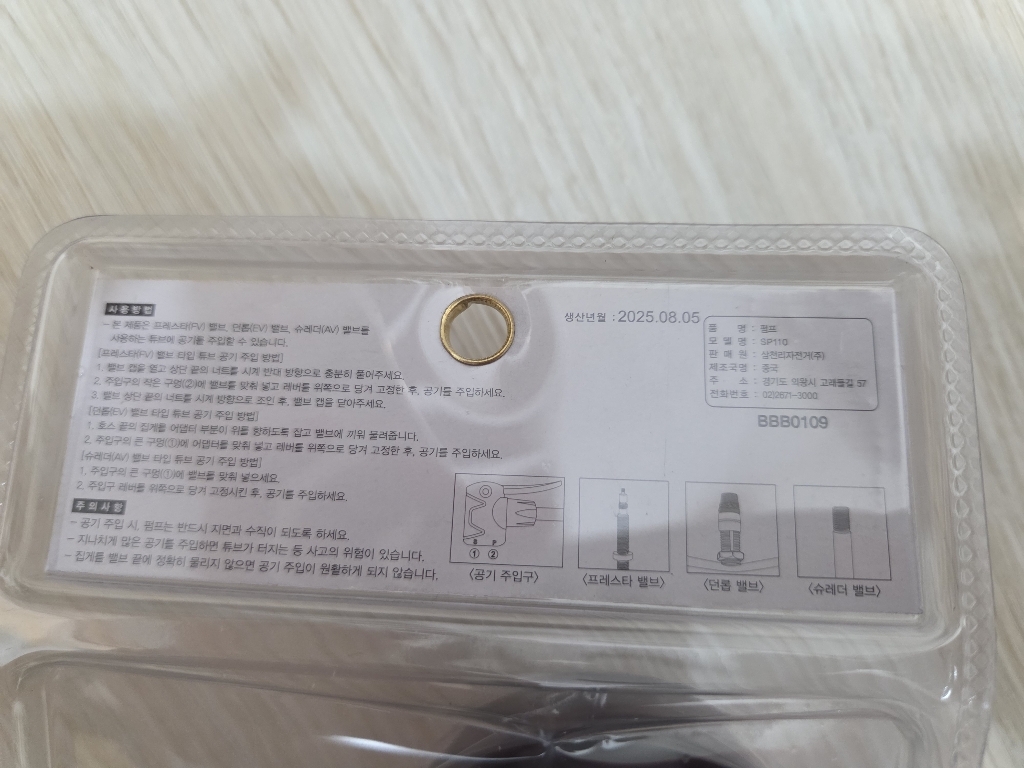 사용방법
- 본 제품은 프레스타(FV) 밸브, 던롭(EV) 밸브, 슈레더(AV) 밸브를
사용하는 튜브에 공기를 주입할 수 있습니다.
[프레스타(FV) 밸브 타입 튜브 공기 주입 방법]
1. 밸브 캡을 열고 상단 끝의 너트를 시계 반대 방향으로 충분히 풀어주세요.
2. 주입구의 작은 구멍(②)에 밸브를 맞춰 넣고 레버를 위쪽으로 당겨 고정한 후, 공기를 주입하세요.
3. 밸브 상단 끝의 너트를 시계 방향으로 조인 후, 밸브 캡을 닫아주세요.
[던롭(EV) 밸브 타입 튜브 공기 주입 방법]
1. 호스 끝의 집게를 어댑터 부분이 위를 향하도록 잡고 밸브에 끼워 물려줍니다.
2. 주입구의 큰 구멍(①)에 어댑터를 맞춰 넣고 레버를 위쪽으로 당겨 고정한 후, 공기를 주입하세요.
[슈레더(AV) 밸브 타입 튜브 공기 주입 방법]
1. 주입구의 큰 구멍(①)에 밸브를 맞춰 넣으세요.
2. 주입구 레버를 위쪽으로 당겨 고정시킨 후, 공기를 주입하세요.
주의사항
- 공기 주입 시, 펌프는 반드시 지면과 수직이 되도록 하세요.
- 지나치게 많은 공기를 주입하면 튜브가 터지는 등 사고의 위험이 있습니다.
- 집게를 밸브 끝에 정확히 물리지 않으면 공기 주입이 원활하게 되지 않습니다.
생산년월 : 2025.08.05
품 명 : 펌프
모 델 명 : SP110
판 매 원 : 삼천리자전거(주)
제조국명 : 중국
주 소 : 경기도 의왕시 고래들길 57
전화번호 : 02)2671-3000
BBB0109
P
① ②
<공기 주입구>
<프레스타 밸브>
<던롭 밸브>
<슈레더 밸브>